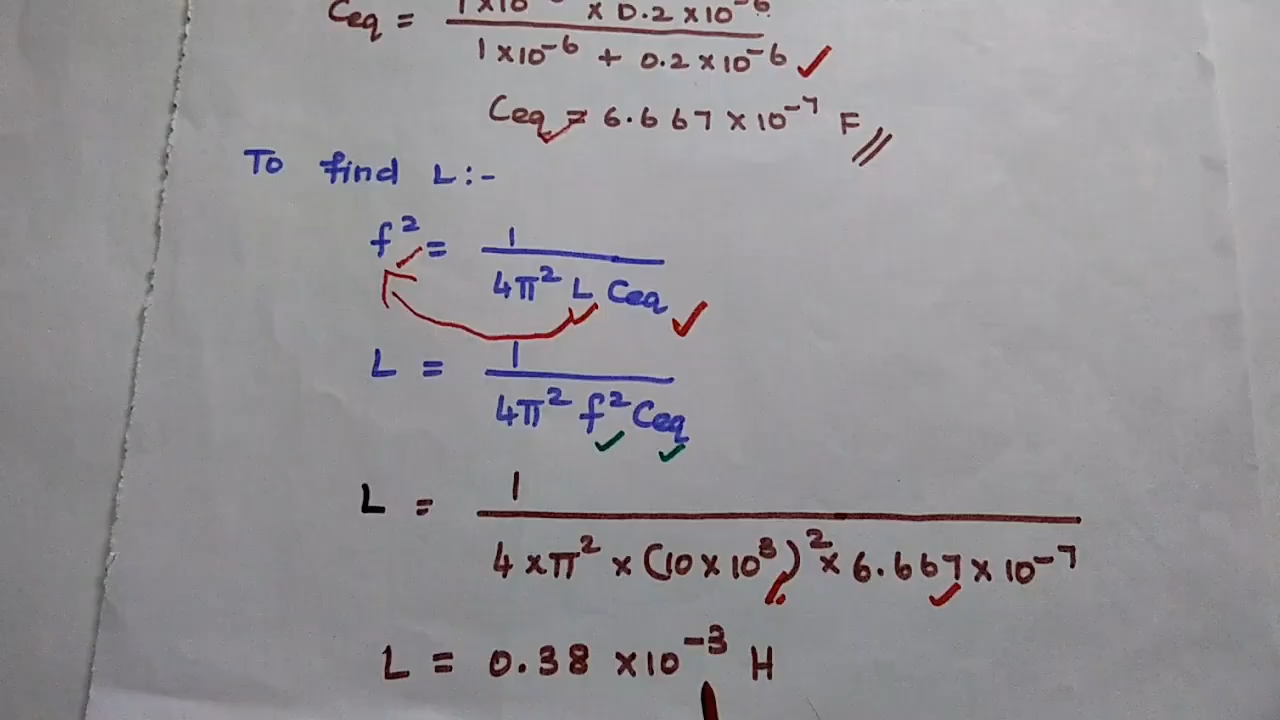 Ceq = 1×10⁻⁶ × 0.2×10⁻⁶ / 1×10⁻⁶ + 0.2×10⁻⁶
Ceq = 6.667×10⁻⁷ F
To find L:-
f² = 1 / 4π² L Ceq
L = 1 / 4π² f² Ceq
L = 1 / 4×π² × (10×10³)² × 6.667×10⁻⁷
L = 0.38 ×10⁻³ H